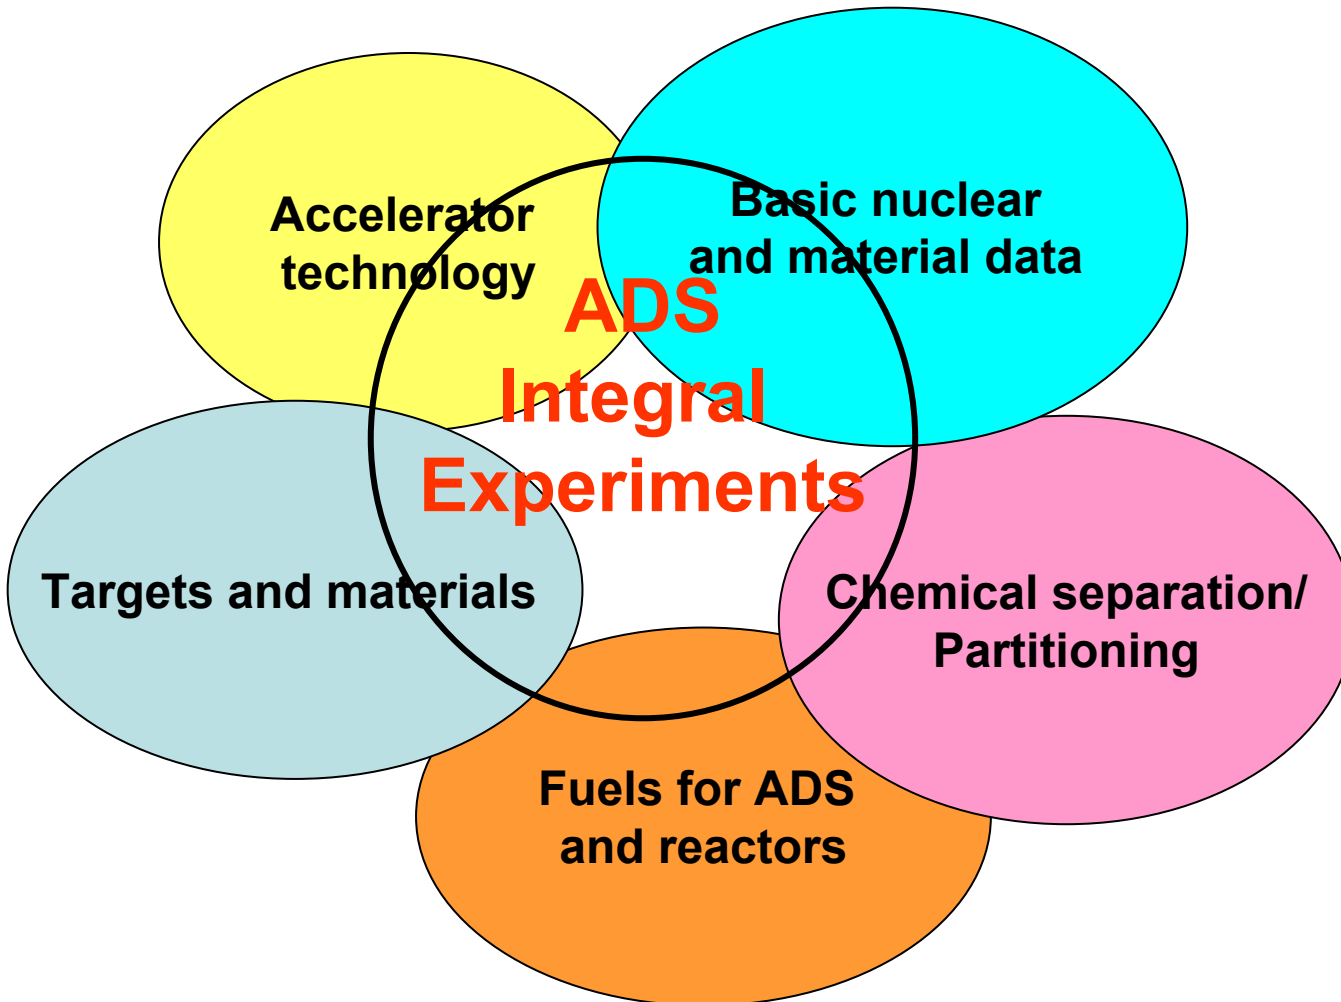 Accelerator
technology
Basic nuclear
and material data
ADS
Integral
Experiments
Targets and materials
Chemical separation/
Partitioning
Fuels for ADS
and reactors